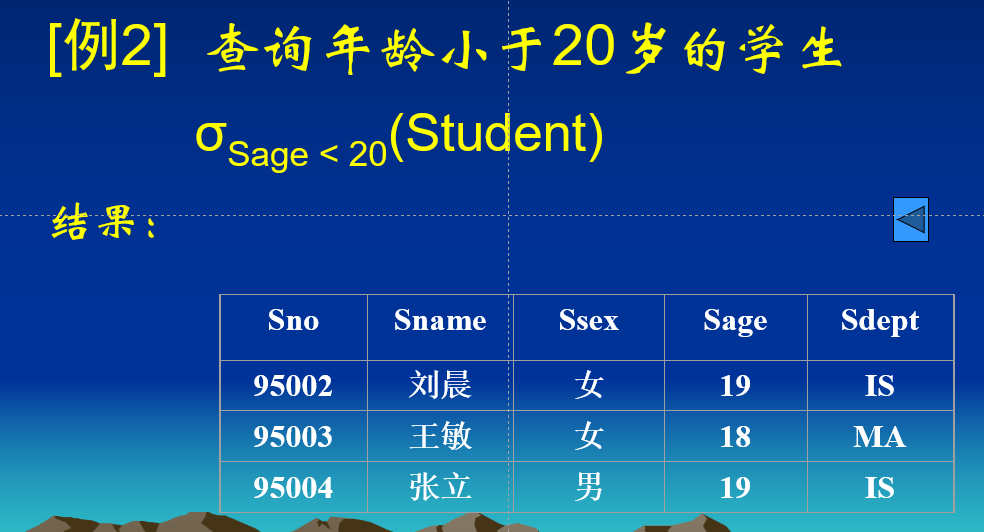 [例2] 查询年龄小于20岁的学生
σSage < 20(Student)
结果：
Sno Sname Ssex Sage Sdept
95002 刘晨 女 19 IS
95003 王敏 女 18 MA
95004 张立 男 19 IS